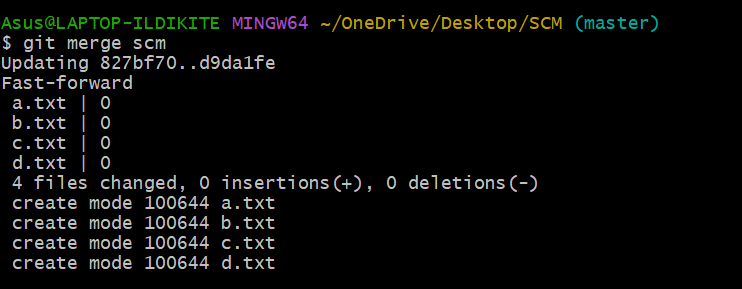 Asus@LAPTOP-ILDIKITE MINGW64 ~/OneDrive/Desktop/SCM (master)
$ git merge scm
Updating 827bf70..d9da1fe
Fast-forward
 a.txt | 0
 b.txt | 0
 c.txt | 0
 d.txt | 0
 4 files changed, 0 insertions(+), 0 deletions(-)
 create mode 100644 a.txt
 create mode 100644 b.txt
 create mode 100644 c.txt
 create mode 100644 d.txt